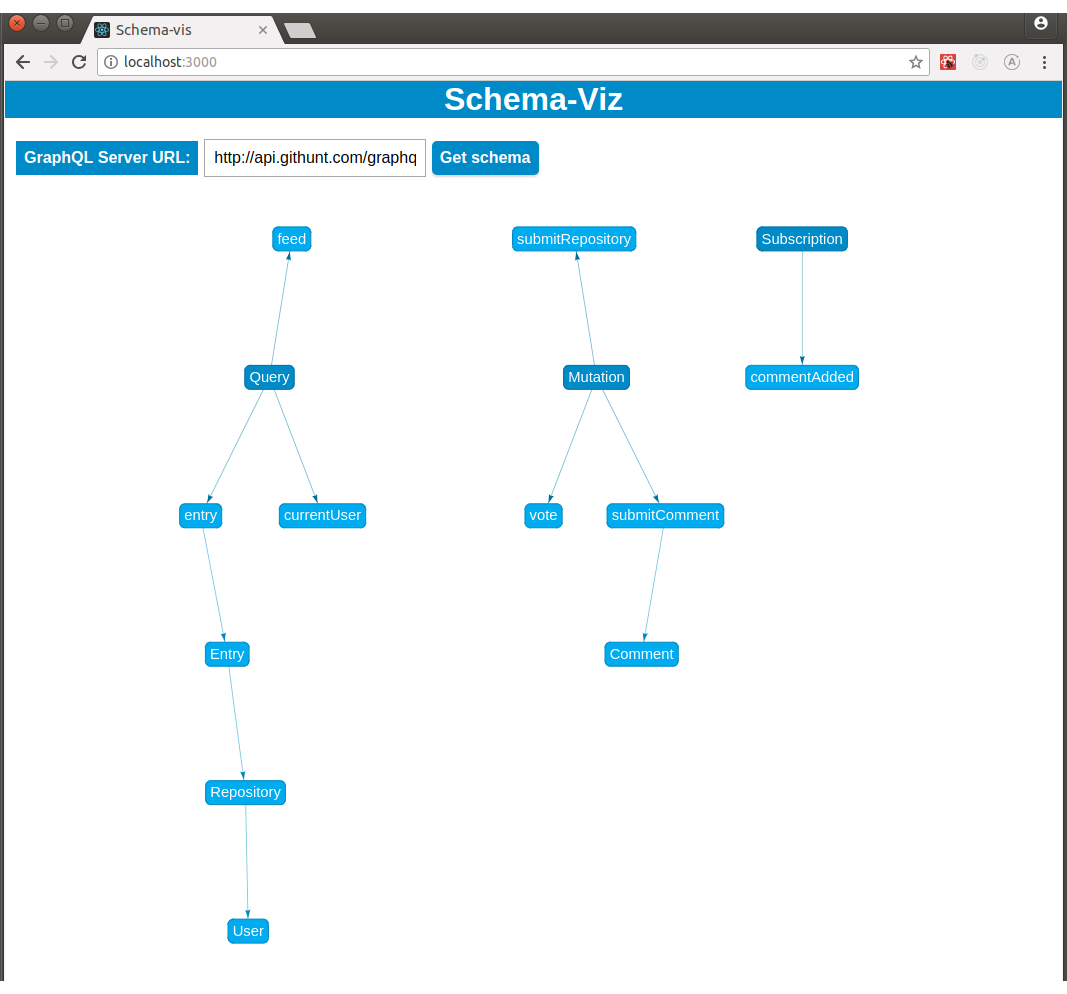 Schema-vis
localhost:3000
Schema-Viz
GraphQL Server URL:
http://api.githunt.com/graphq
Get schema
feed
submitRepository
Subscription
Query
Mutation
commentAdded
entry
currentUser
vote
submitComment
Entry
Comment
Repository
User